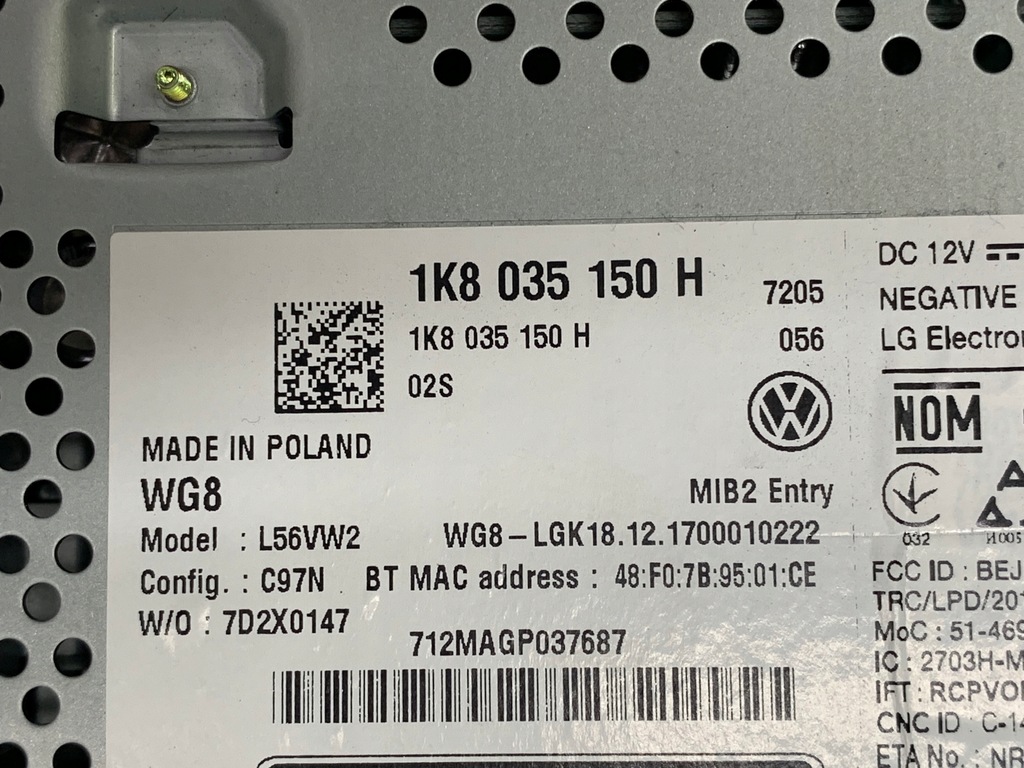 1K8 035 150 H
7205
1K8 035 150 H
056
02S
MADE IN POLAND
WG8
MIB2 Entry
Model : L56VW2
WG8-LGK18.12.1700010222
Config. : C97N
BT MAC address : 48:F0:7B:95:01:CE
W/O : 7D2X0147
712MAGP037687
DC 12V
NEGATIVE
LG Electro
NOM
032
И005
FCC ID : BEJ
TRC/LPD/201
MoC : 51-469
IC : 2703H-M
IFT : RCPVO
CNC ID : C-14
ETA No. : NR